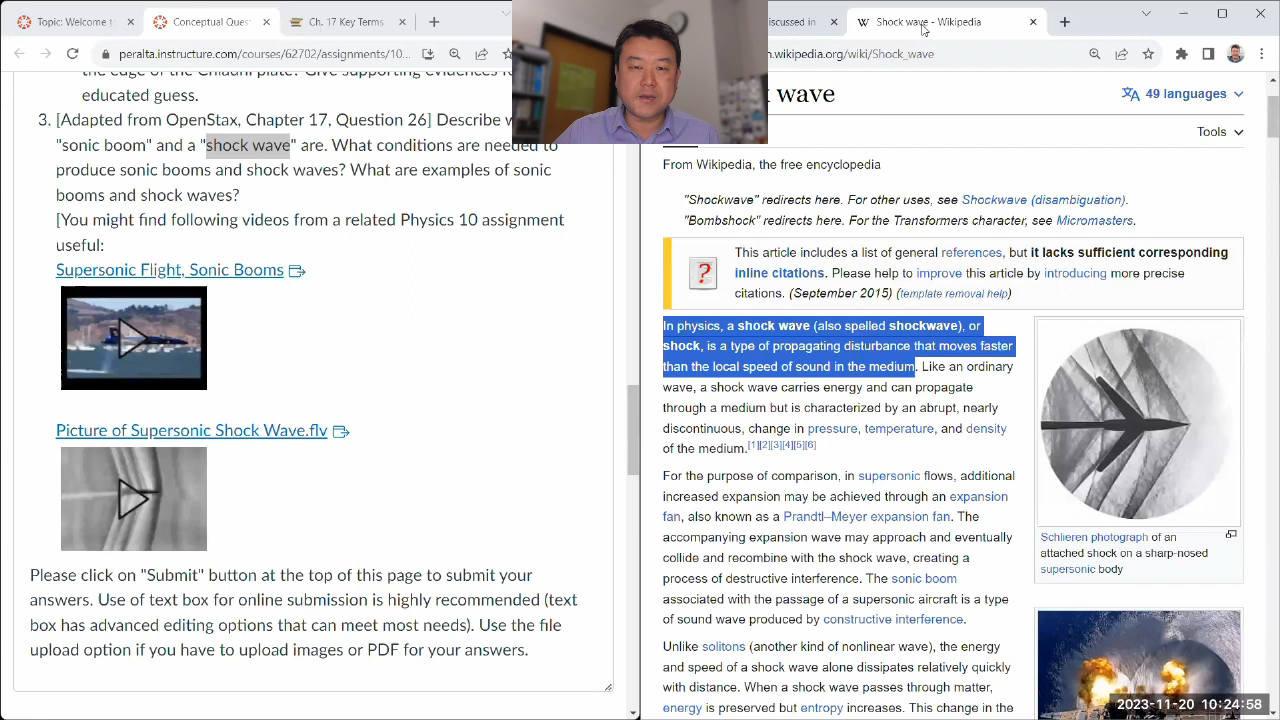 Topic: Welcome
Conceptual Quest
Ch. 17 Key Terms
iscussed in
Shock wave - Wikipedia
peralta.instructure.com/courses/62702/assignments/10...
.wikipedia.org/wiki/Shock_wave
the edge of the Chladni plate? Give supporting evidences
educated guess.
3. [Adapted from OpenStax, Chapter 17, Question 26] Describe
"sonic boom" and a "shock wave" are. What conditions are needed to
produce sonic booms and shock waves? What are examples of sonic
booms and shock waves?
[You might find following videos from a related Physics 10 assignment
useful:
Supersonic Flight, Sonic Booms
Picture of Supersonic Shock Wave.flv
Please click on "Submit" button at the top of this page to submit your
answers. Use of text box for online submission is highly recommended (text
box has advanced editing options that can meet most needs). Use the file
upload option if you have to upload images or PDF for your answers.
wave
49 languages
Tools
From Wikipedia, the free encyclopedia
"Shockwave" redirects here. For other uses, see Shockwave (disambiguation).
"Bombshock" redirects here. For the Transformers character, see Micromasters.
This article includes a list of general references, but it lacks sufficient corresponding
inline citations. Please help to improve this article by introducing more precise
citations. (September 2015) (template removal help)
In physics, a shock wave (also spelled shockwave), or
shock, is a type of propagating disturbance that moves faster
than the local speed of sound in the medium. Like an ordinary
wave, a shock wave carries energy and can propagate
through a medium but is characterized by an abrupt, nearly
discontinuous, change in pressure, temperature, and density
of the medium.[1][2][3][4][5][6]
For the purpose of comparison, in supersonic flows, additional
increased expansion may be achieved through an expansion
fan, also known as a Prandtl–Meyer expansion fan. The
accompanying expansion wave may approach and eventually
collide and recombine with the shock wave, creating a
process of destructive interference. The sonic boom
associated with the passage of a supersonic aircraft is a type
of sound wave produced by constructive interference.
Unlike solitons (another kind of nonlinear wave), the energy
and speed of a shock wave alone dissipates relatively quickly
with distance. When a shock wave passes through matter,
energy is preserved but entropy increases. This change in the
Schlieren photograph of an
attached shock on a sharp-nosed
supersonic body
2023-11-20 10:24:58